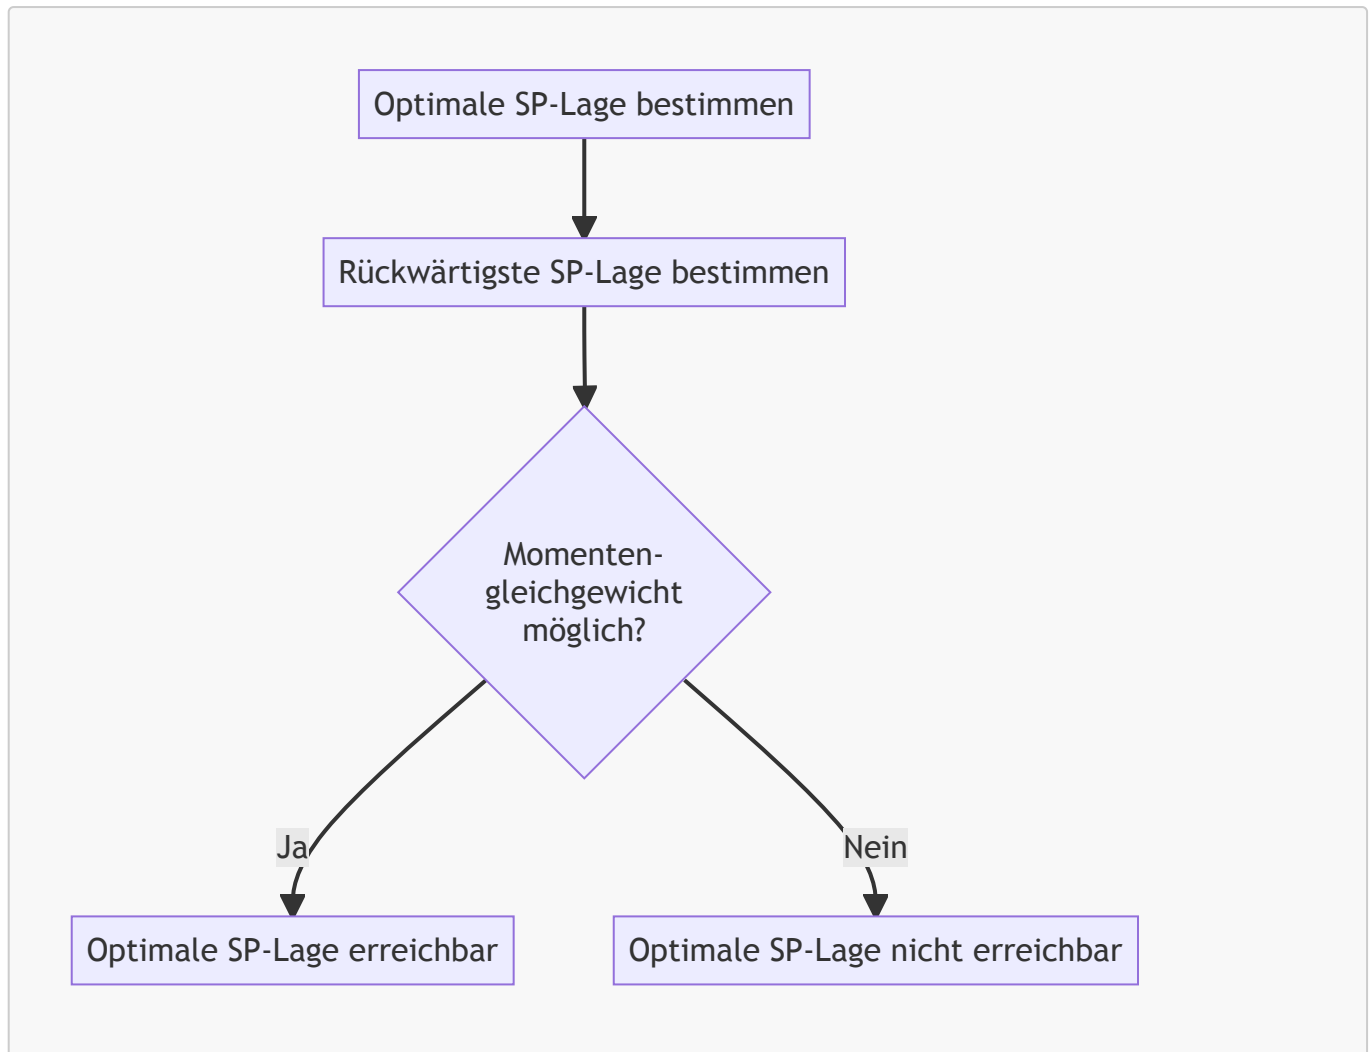 Optimale SP-Lage bestimmen
Rückwärtigste SP-Lage bestimmen
Momenten-
gleichgewicht
möglich?
Ja
Nein
Optimale SP-Lage erreichbar
Optimale SP-Lage nicht erreichbar